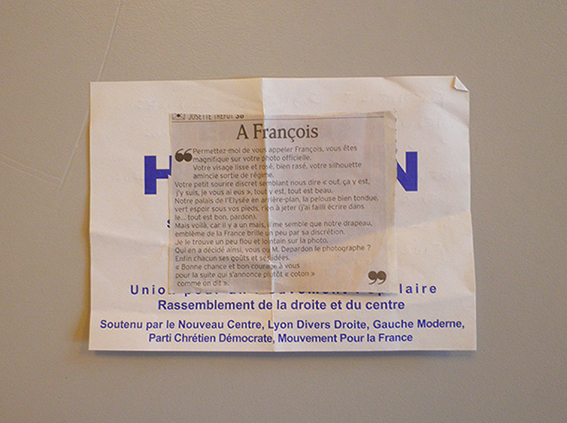 JOSETTE
38
A François
❝ Permettez-moi de vous appeler François, vous êtes
magnifique sur votre photo officielle.
Votre visage lisse et rosé, bien rasé, votre silhouette
amincie sortie de régime.
Votre petit sourire discret semblant nous dire « ouf, ça y est,
j'y suis, je vous ai eus », tout y est, tout est beau.
Notre palais de l'Elysée en arrière-plan, la pelouse bien tondue
vert espoir sous vos pieds, rien à jeter (j'ai failli écrire dans
le... tout est bon, pardon).
Mais voilà, car il y a un mais, il me semble que notre drapeau,
emblème de la France brille un peu par sa discrétion.
Je le trouve un peu flou et lointain sur la photo.
Qui en a décidé ainsi, vous ou M. Depardon le photographe ?
Enfin chacun ses goûts et ses idées.
« Bonne chance et bon courage à vous
pour la suite qui s'annonce plutôt « coton »
comme on dit ». ❞
H N
Union pour un Mouvement Populaire
Rassemblement de la droite et du centre
Soutenu par le Nouveau Centre, Lyon Divers Droite, Gauche Moderne,
Parti Chrétien Démocrate, Mouvement Pour la France